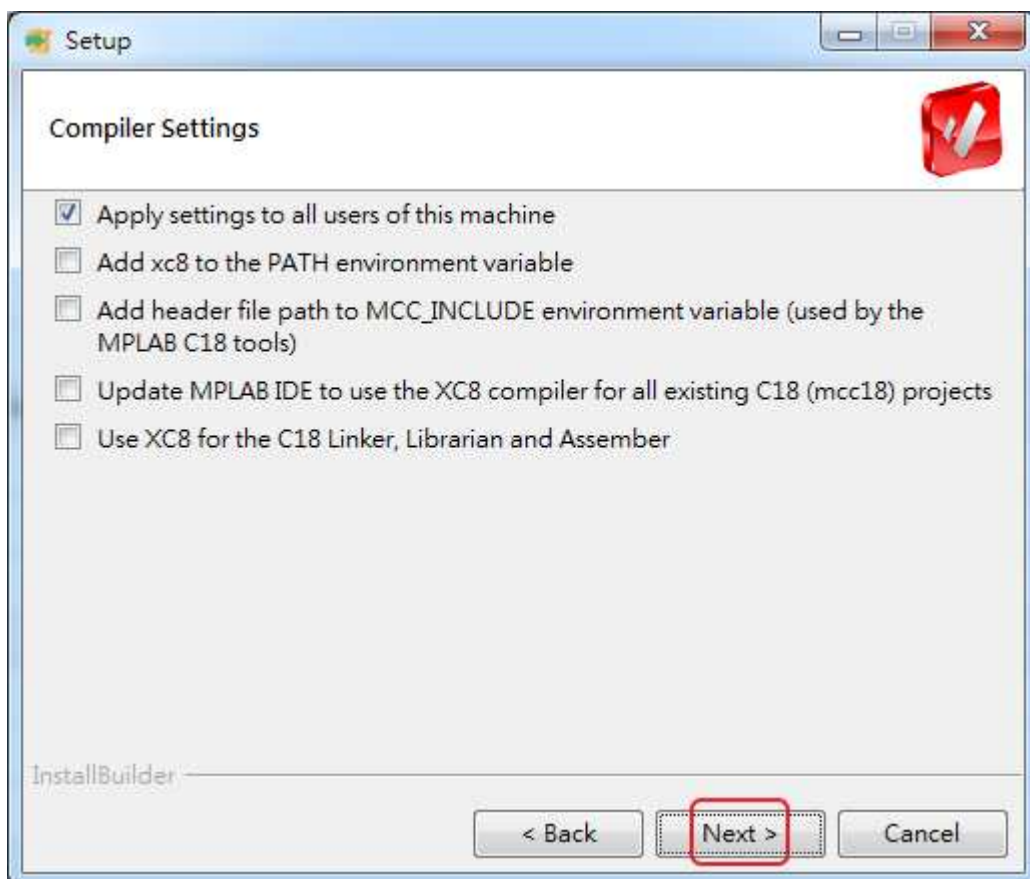 Setup
Compiler Settings
Apply settings to all users of this machine
Add xc8 to the PATH environment variable
Add header file path to MCC_INCLUDE environment variable (used by the
MPLAB C18 tools)
Update MPLAB IDE to use the XC8 compiler for all existing C18 (mcc18) projects
Use XC8 for the C18 Linker, Librarian and Assember
InstallBuilder
< Back
Next >
Cancel